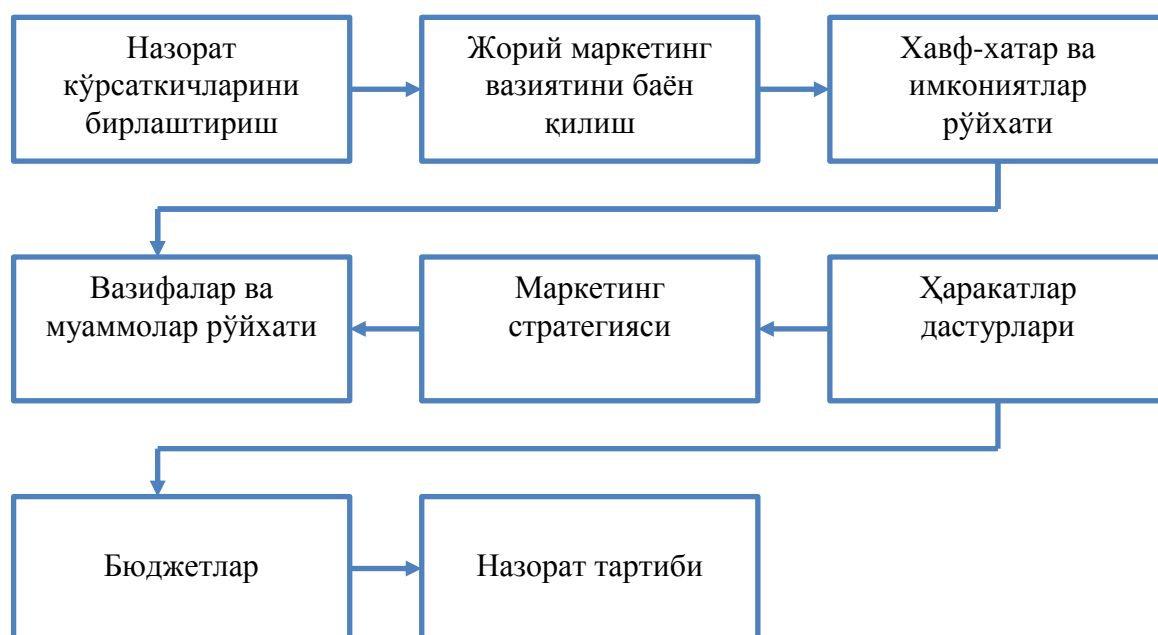 Назорат
кўрсаткичларини
бирлаштириш
Жорий маркетинг
вазиятини баён
қилиш
Хавф-хатар ва
имкониятлар
рўйхати
Вазифалар ва
муаммолар рўйхати
Маркетинг
стратегияси
Ҳаракатлар
дастурлари
Бюджетлар
Назорат тартиби